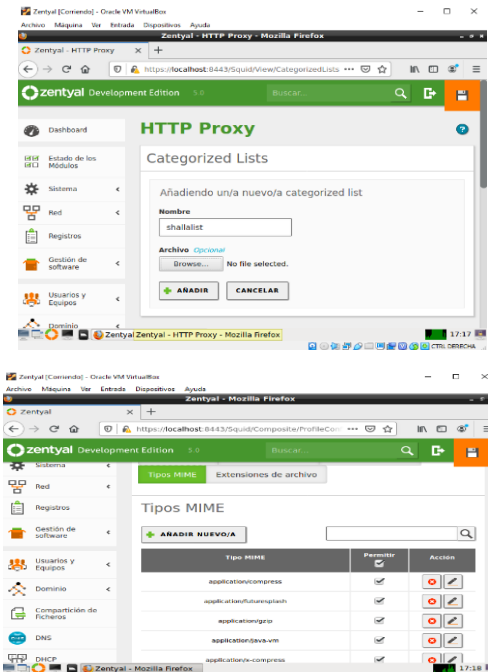 Zentyal [Corriendo] - Oracle VM VirtualBox
Archivo Máquina Ver Entrada Dispositivos Ayuda
Zentyal - HTTP Proxy - Mozilla Firefox
Zentyal - HTTP Proxy
https://localhost:8443/Squid/View/CategorizedLists
zentyal Development Edition 5.0
Buscar...
Dashboard
Estado de los Módulos
Sistema
Red
Registros
Gestión de software
Usuarios y Equipos
Dominio
HTTP Proxy
Categorized Lists
Añadiendo un/a nuevo/a categorized list
Nombre
shallalist
Archivo Opcional
Browse... No file selected.
AÑADIR CANCELAR
Zentyal - HTTP Proxy - Mozilla Firefox
17:17
CTRL DERECHA
Zentyal [Corriendo] - Oracle VM VirtualBox
Archivo Máquina Ver Entrada Dispositivos Ayuda
Zentyal - Mozilla Firefox
Zentyal
https://localhost:8443/Squid/Composite/ProfileCon
zentyal Development Edition 5.0
Buscar...
Sistema
Red
Registros
Gestión de software
Usuarios y Equipos
Dominio
Compartición de Ficheros
DNS
DHCP
Tipos MIME Extensiones de archivo
Tipos MIME
AÑADIR NUEVO/A
Tipo MIME Permitir Acción
application/compress
application/futuresplash
application/gzip
application/java-vm
application/x-compress
Zentyal - Mozilla Firefox
17:18